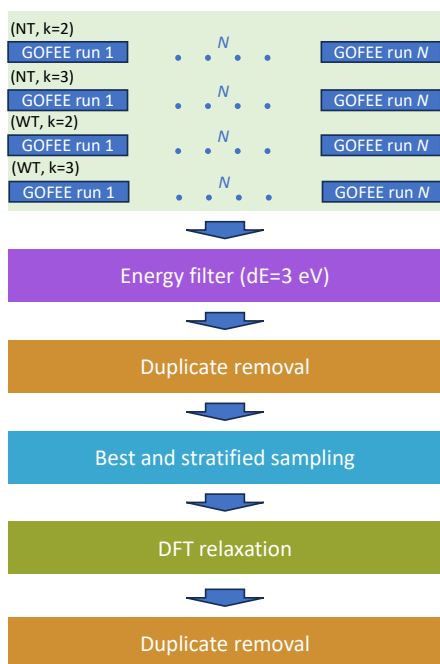 (NT, k=2)
GOFEE run 1 N GOFEE run N
(NT, k=3)
GOFEE run 1 N GOFEE run N
(WT, k=2)
GOFEE run 1 N GOFEE run N
(WT, k=3)
GOFEE run 1 N GOFEE run N
Energy filter (dE=3 eV)
Duplicate removal
Best and stratified sampling
DFT relaxation
Duplicate removal